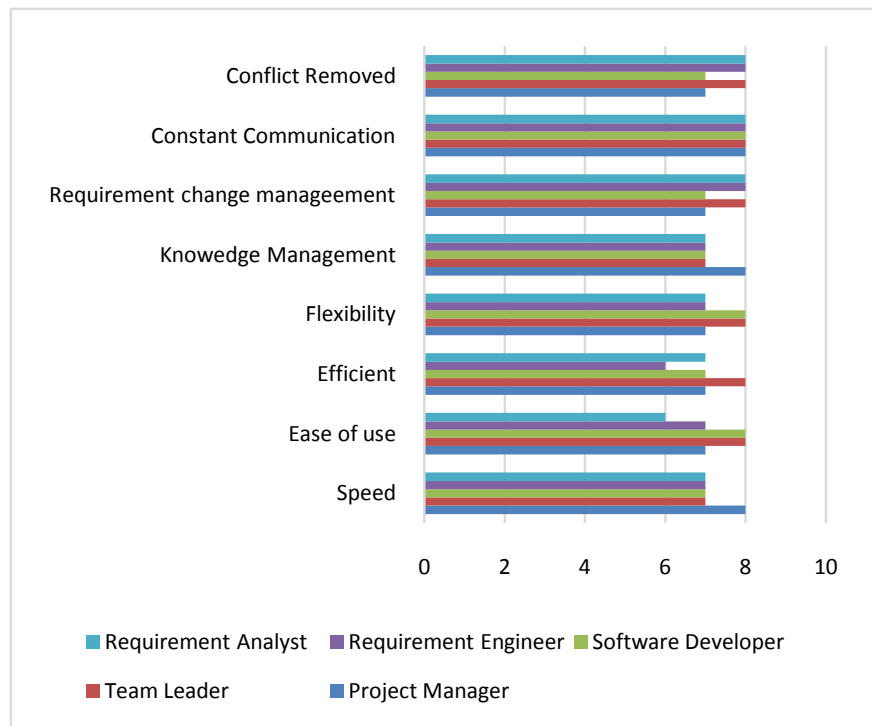 Conflict Removed
Constant Communication
Requirement change manageement
Knowedge Management
Flexibility
Efficient
Ease of use
Speed
0 2 4 6 8 10
Requirement Analyst Requirement Engineer Software Developer
Team Leader Project Manager